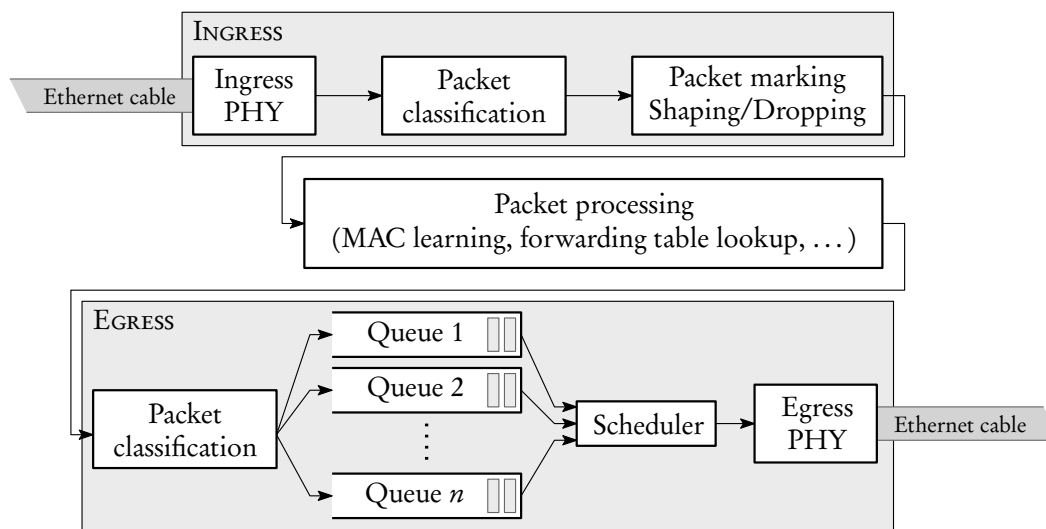 INGRESS
Ethernet cable
Ingress
PHY
Packet
classification
Packet marking
Shaping/Dropping
Packet processing
(MAC learning, forwarding table lookup, ...)
EGRESS
Packet
classification
Queue 1
Queue 2
Queue n
Scheduler
Egress
PHY
Ethernet cable